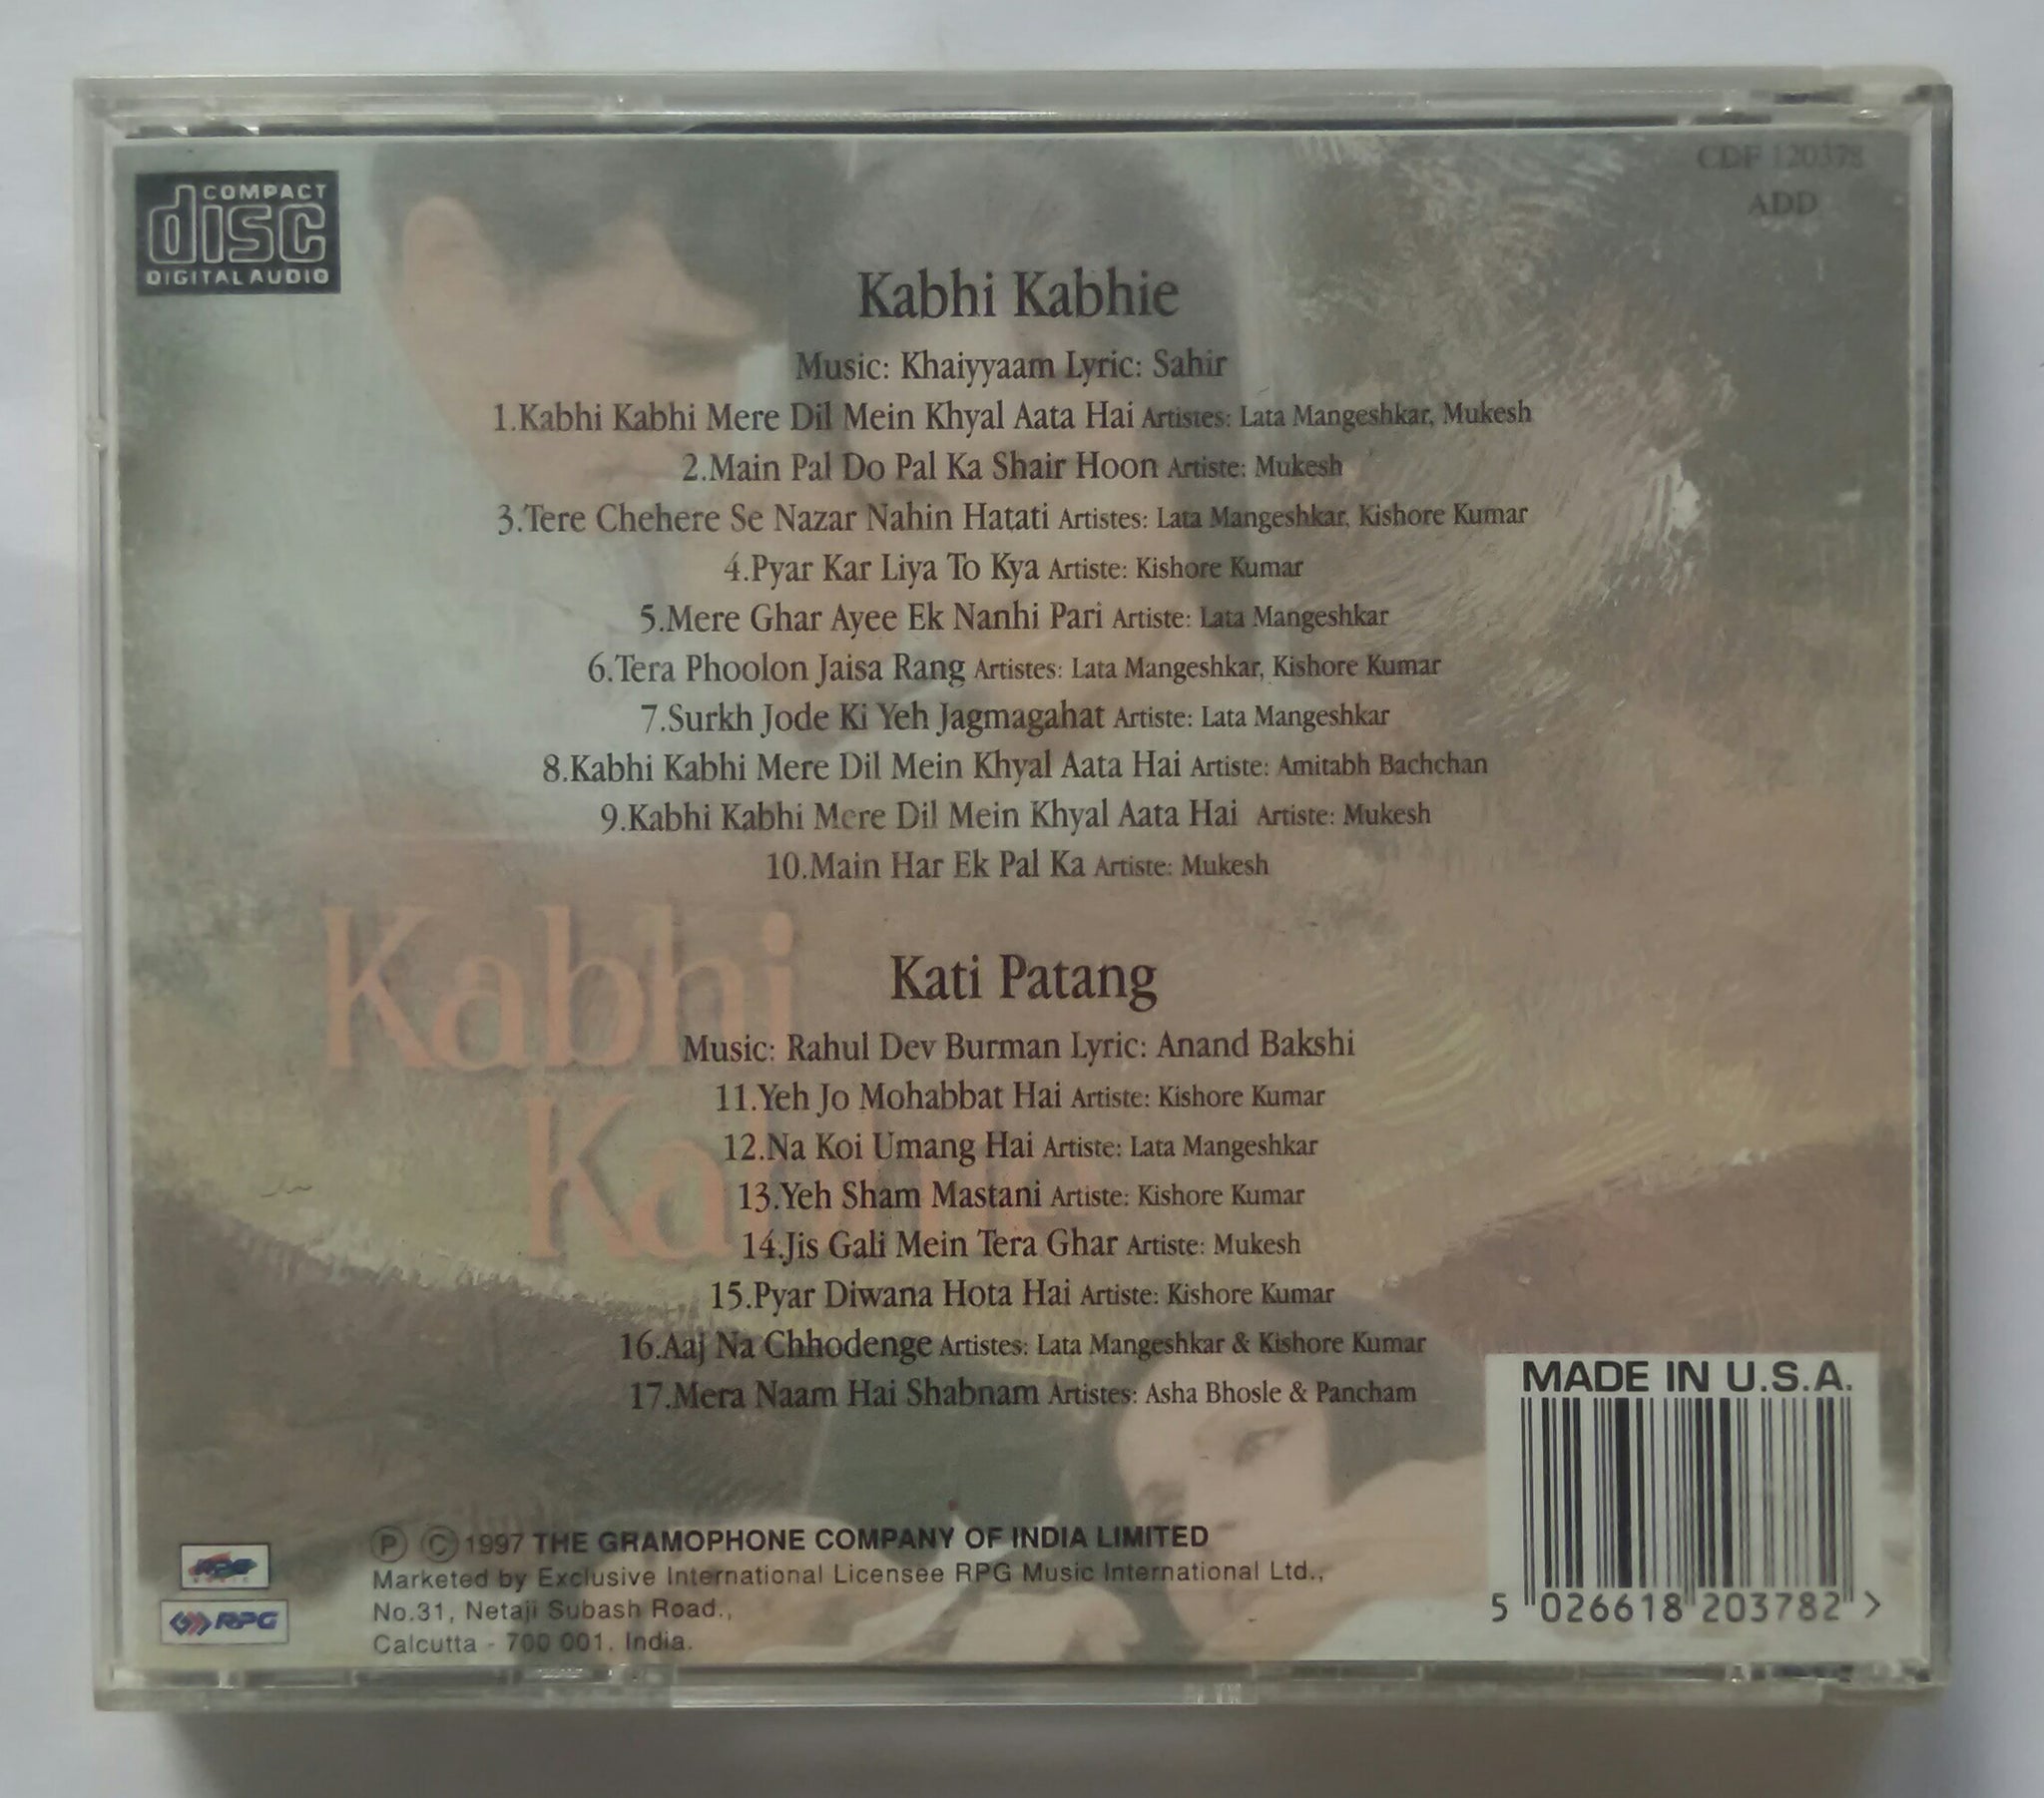 COMPACT
disc
DIGITAL AUDIO
CDF 120378
ADD
Kabhi Kabhie
Music: Khaiyyaam Lyric: Sahir
1.Kabhi Kabhi Mere Dil Mein Khyal Aata Hai Artistes: Lata Mangeshkar, Mukesh
2.Main Pal Do Pal Ka Shair Hoon Artiste: Mukesh
3.Tere Chehere Se Nazar Nahin Hatati Artistes: Lata Mangeshkar, Kishore Kumar
4.Pyar Kar Liya To Kya Artiste: Kishore Kumar
5.Mere Ghar Ayee Ek Nanhi Pari Artiste: Lata Mangeshkar
6.Tera Phoolon Jaisa Rang Artistes: Lata Mangeshkar, Kishore Kumar
7.Surkh Jode Ki Yeh Jagmagahat Artiste: Lata Mangeshkar
8.Kabhi Kabhi Mere Dil Mein Khyal Aata Hai Artiste: Amitabh Bachchan
9.Kabhi Kabhi Mere Dil Mein Khyal Aata Hai Artiste: Mukesh
10.Main Har Ek Pal Ka Artiste: Mukesh
Kabhi
Kati Patang
Music: Rahul Dev Burman Lyric: Anand Bakshi
11.Yeh Jo Mohabbat Hai Artiste: Kishore Kumar
12.Na Koi Umang Hai Artiste: Lata Mangeshkar
13.Yeh Sham Mastani Artiste: Kishore Kumar
14.Jis Gali Mein Tera Ghar Artiste: Mukesh
15.Pyar Diwana Hota Hai Artiste: Kishore Kumar
16.Aaj Na Chhodenge Artistes: Lata Mangeshkar & Kishore Kumar
17.Mera Naam Hai Shabnam Artistes: Asha Bhosle & Pancham
MADE IN U.S.A.
5 026618 203782 >
Ⓟ © 1997 THE GRAMOPHONE COMPANY OF INDIA LIMITED
Marketed by Exclusive International Licensee RPG Music International Ltd.,
No.31, Netaji Subash Road.,
Calcutta - 700 001. India.
RPG